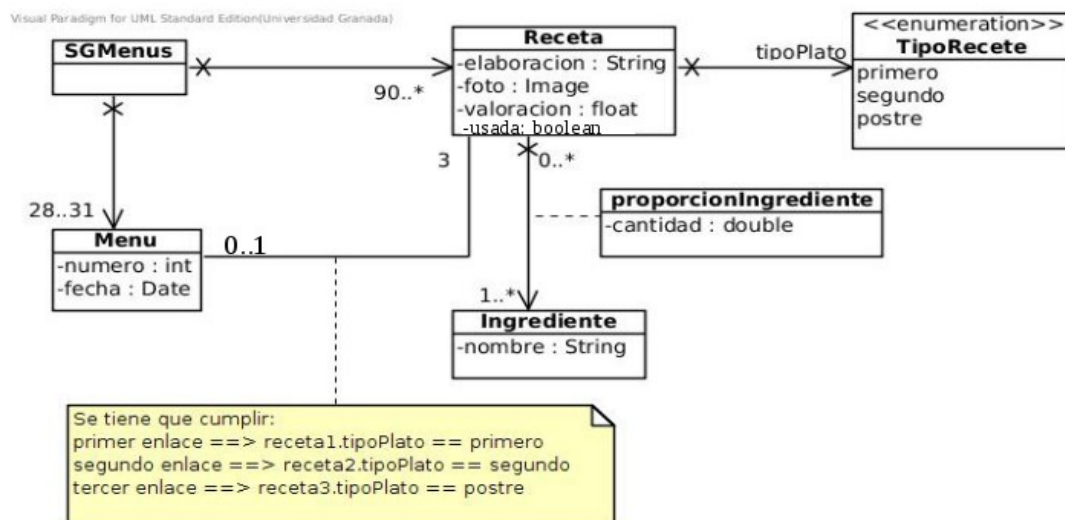 Visual Paradigm for UML Standard Edition(Universidad Granada)
SGMenus
90..*
28..31
Receta
-elaboracion : String
-foto : Image
-valoracion : float
-usada: boolean
tipoPlato
<<enumeration>>
TipoRecete
primero
segundo
postre
3
0..*
proporcionIngrediente
-cantidad : double
Menu
-numero : int
-fecha : Date
0..1
1..*
Ingrediente
-nombre : String
Se tiene que cumplir:
primer enlace ==> receta1.tipoPlato == primero
segundo enlace ==> receta2.tipoPlato == segundo
tercer enlace ==> receta3.tipoPlato == postre